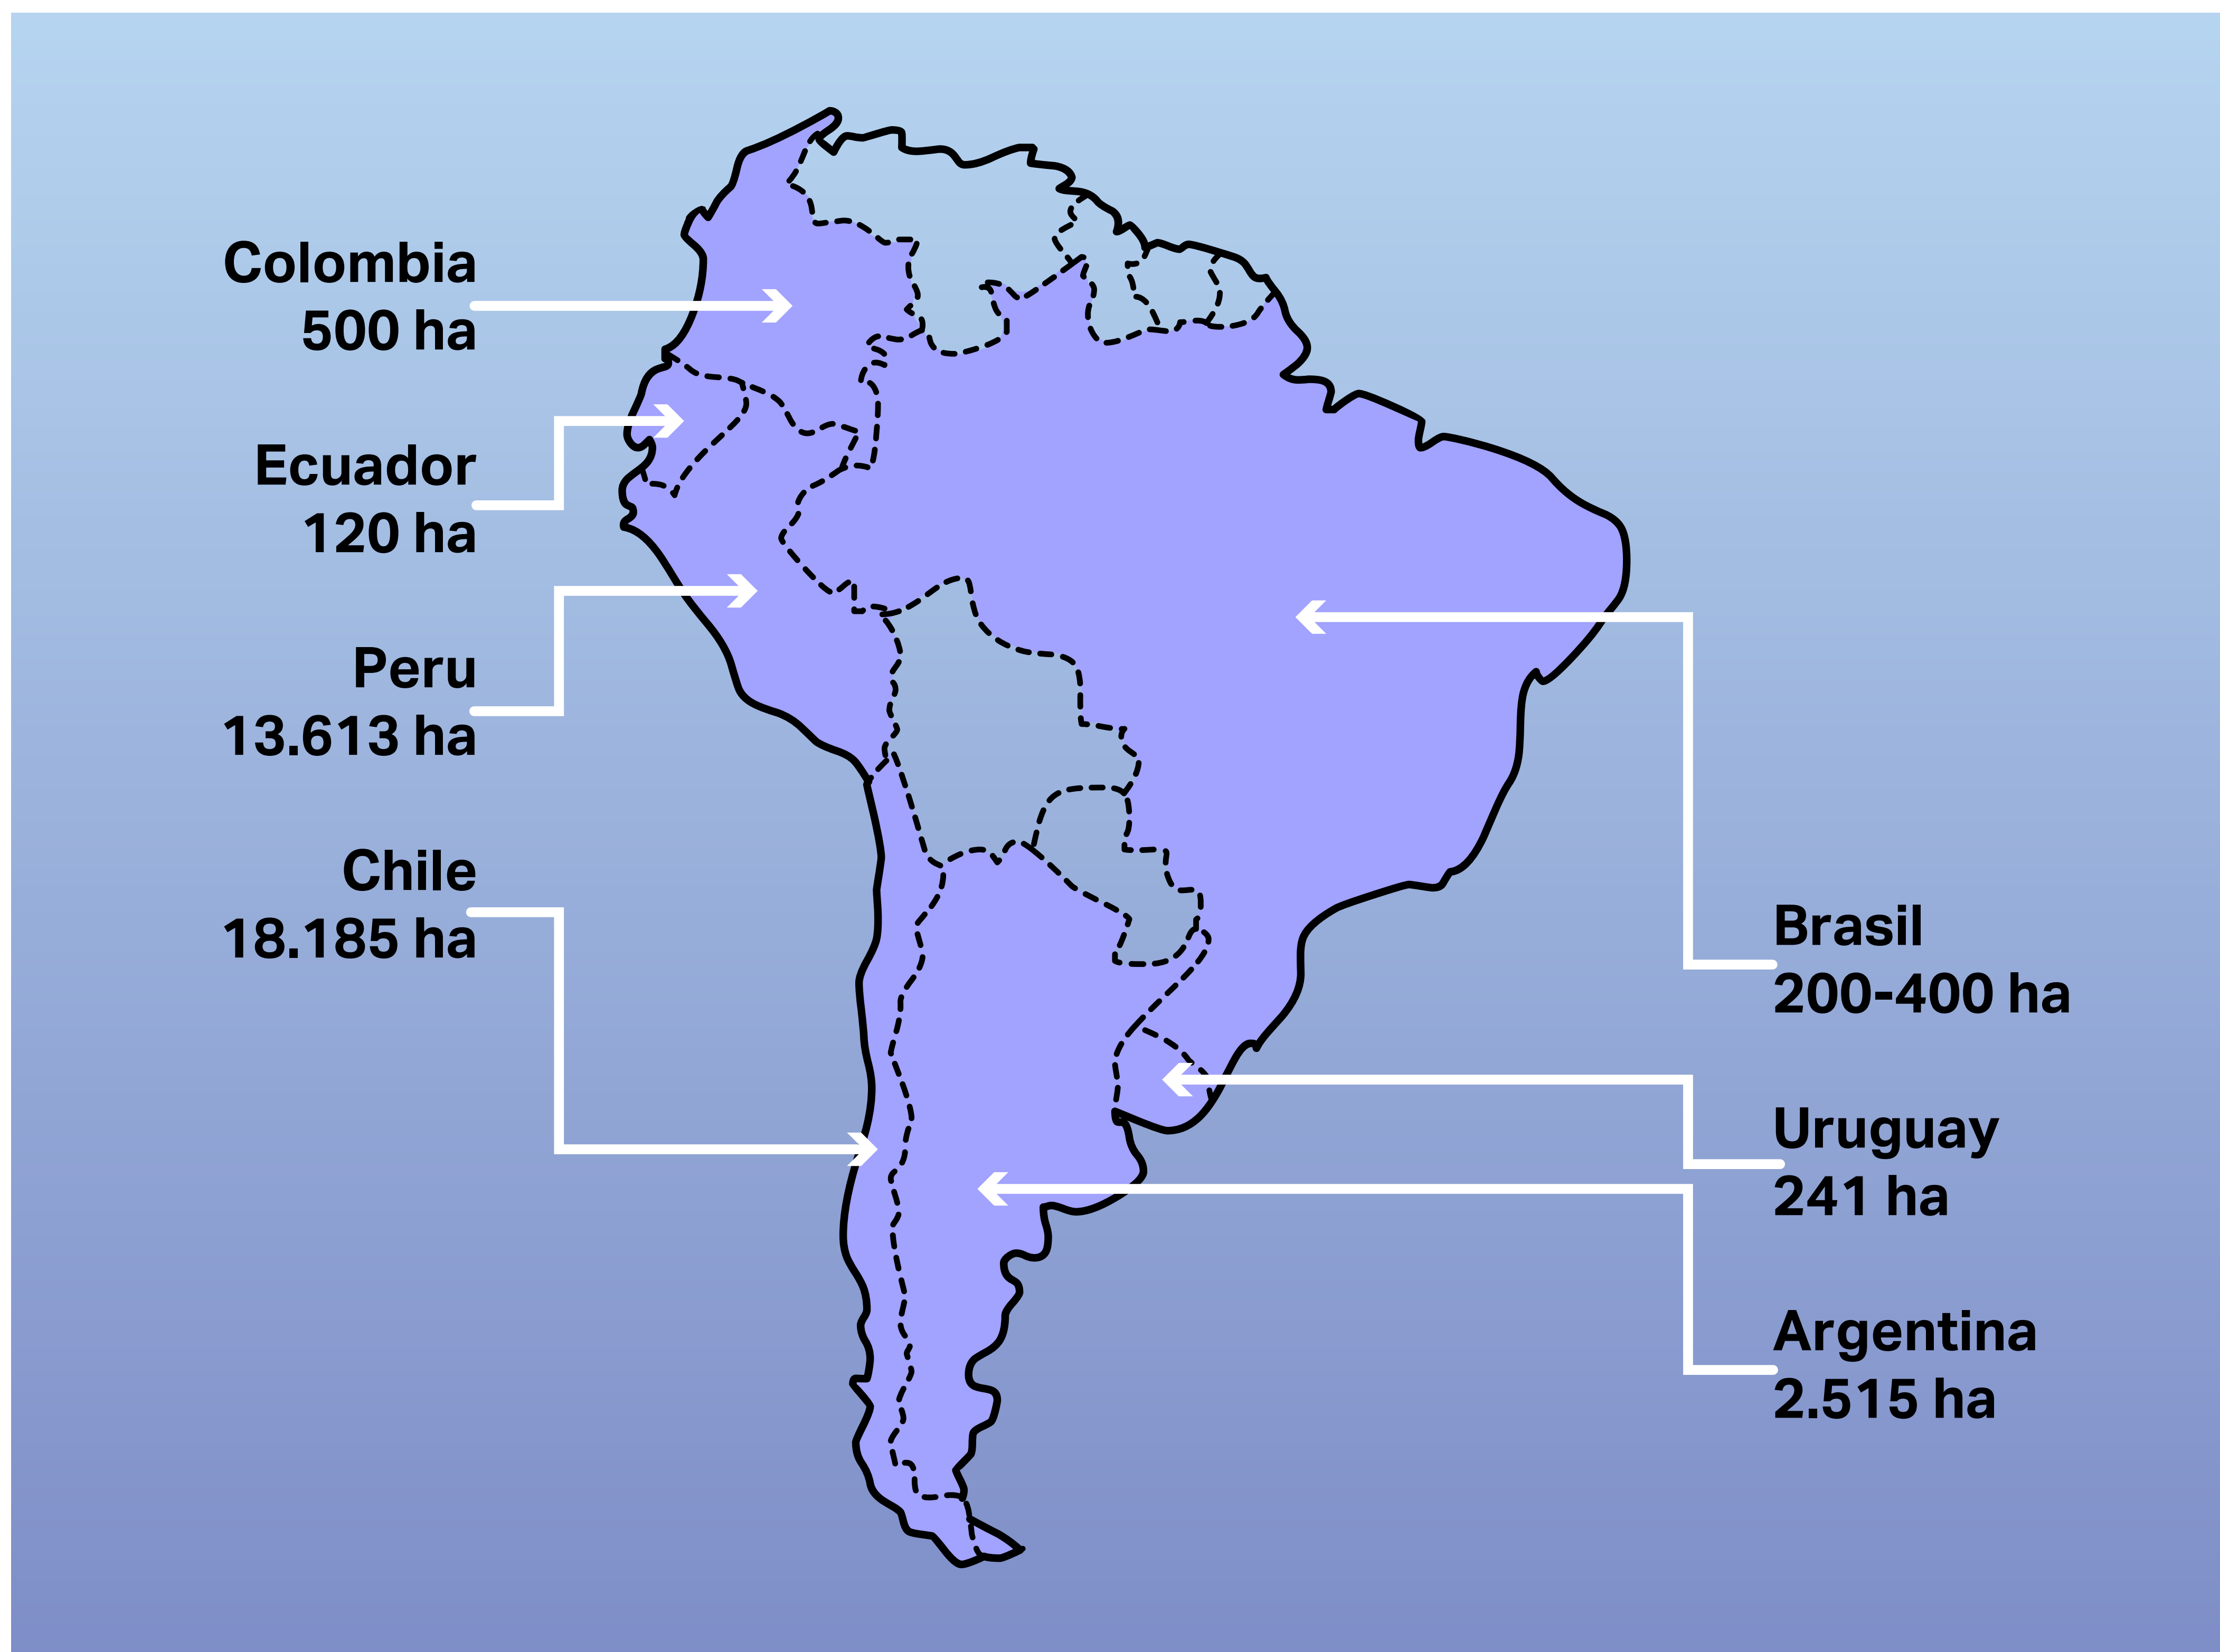 Colombia
500 ha
Ecuador
120 ha
Peru
13.613 ha
Chile
18.185 ha
Brasil
200-400 ha
Uruguay
241 ha
Argentina
2.515 ha